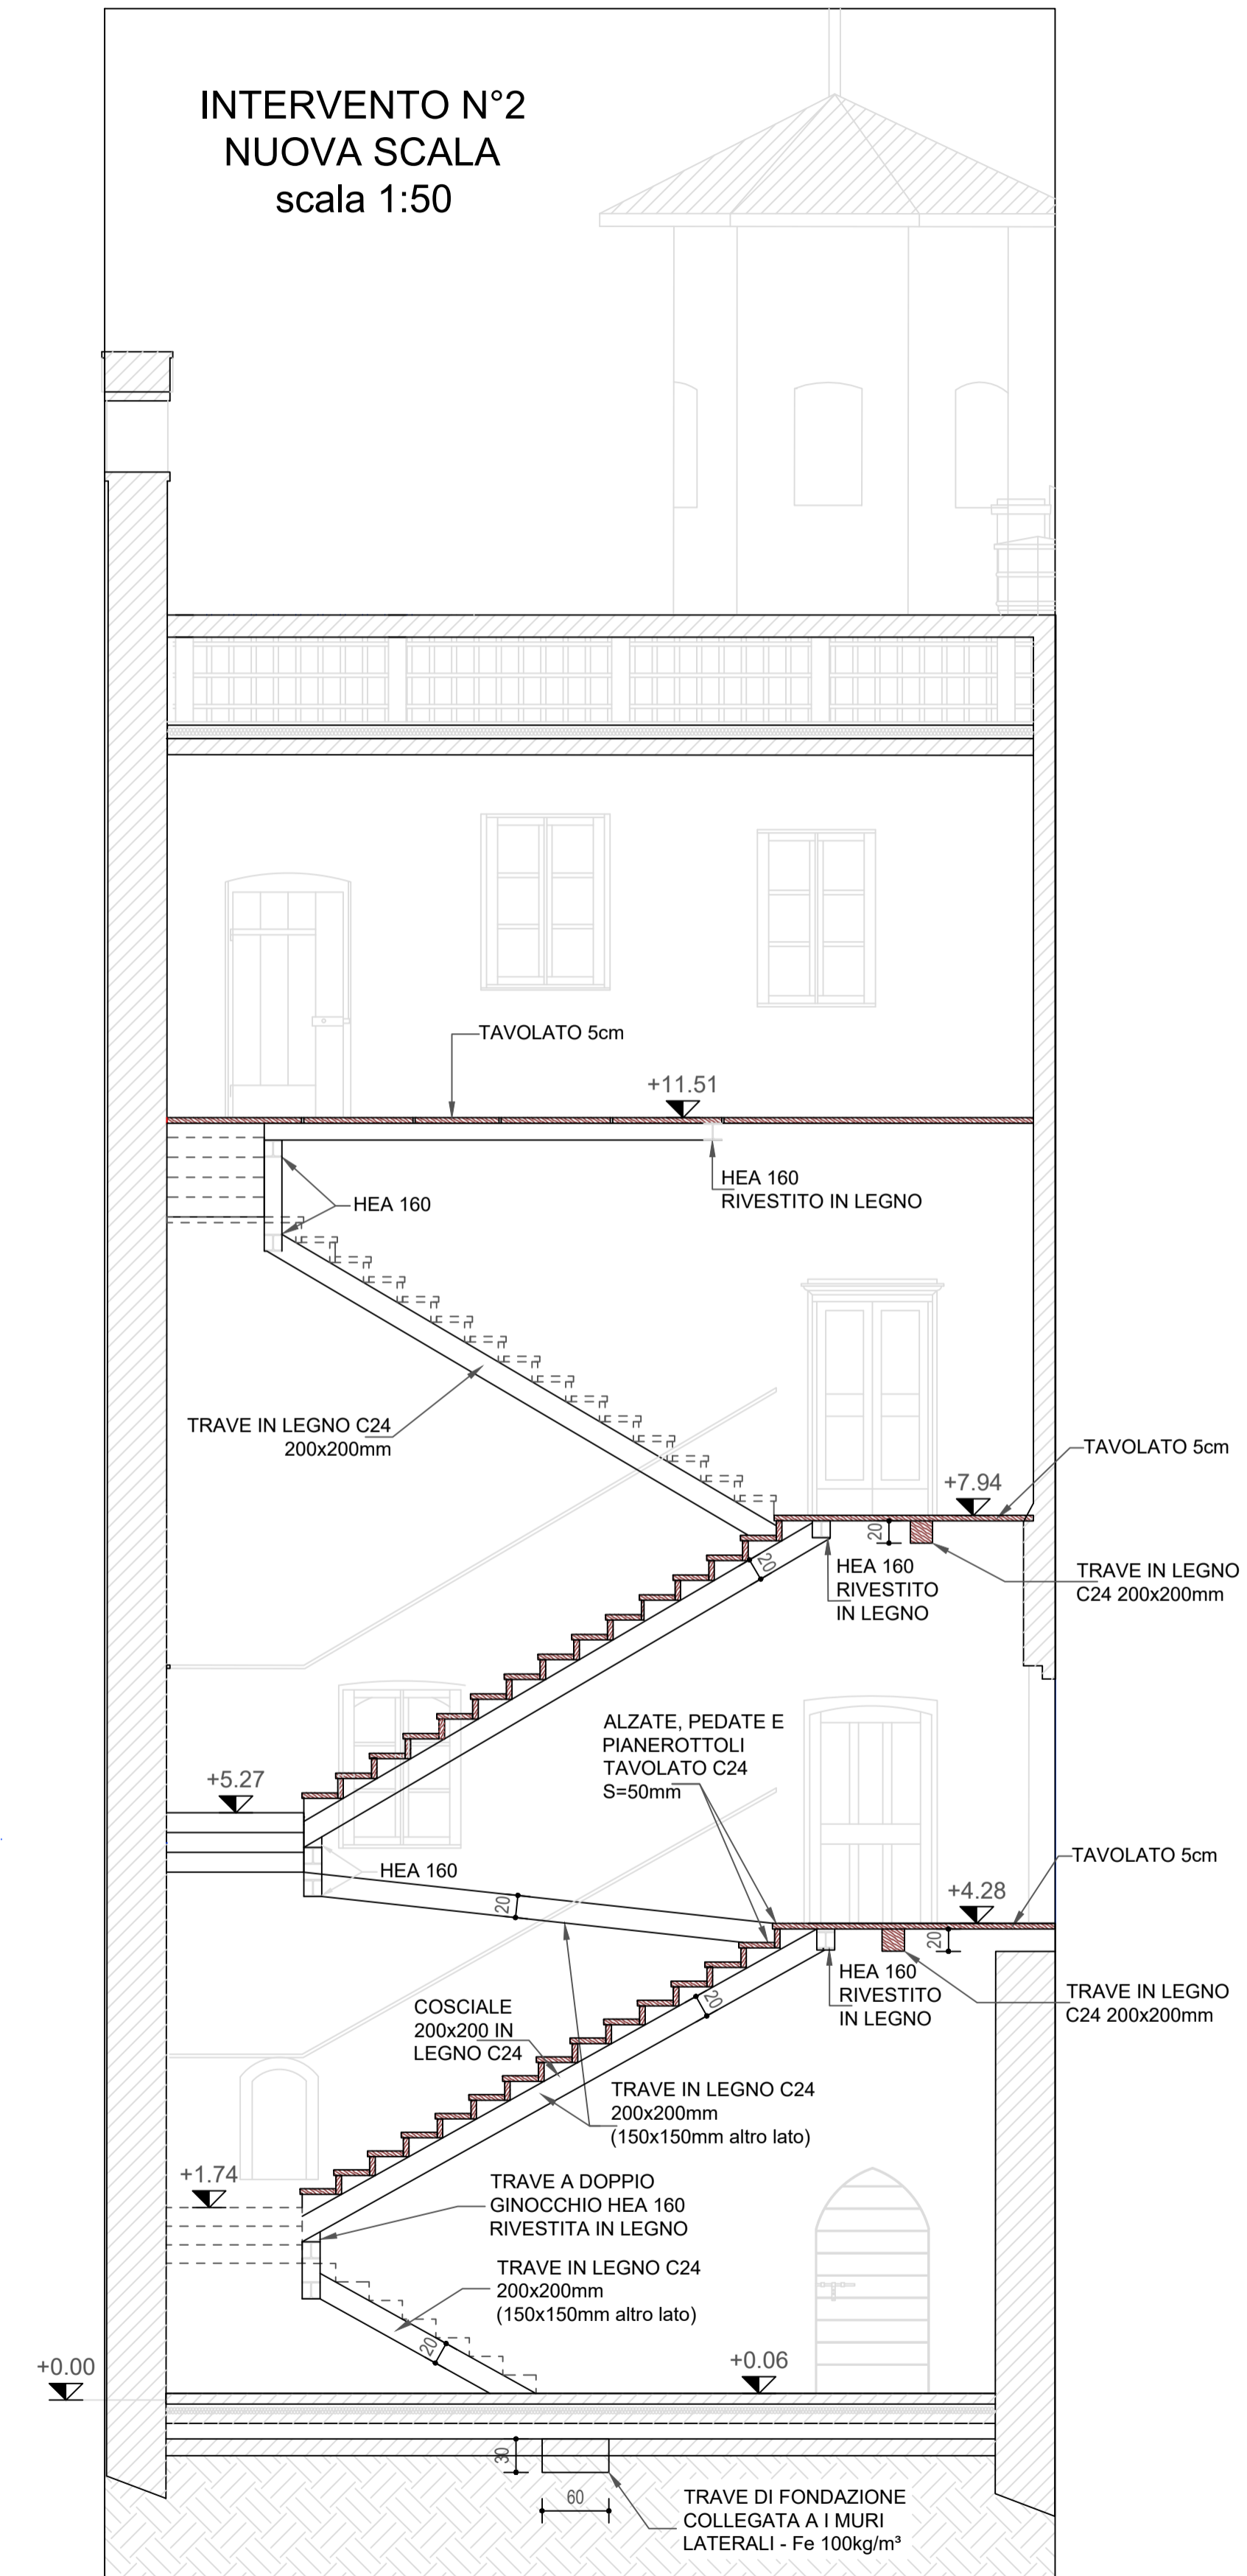 INTERVENTO N°2
NUOVA SCALA
scala 1:50
TAVOLATO 5cm
+11.51
HEA 160
RIVESTITO IN LEGNO
HEA 160
TRAVE IN LEGNO C24
200x200mm
TAVOLATO 5cm
+7.94
20
20
HEA 160
RIVESTITO
IN LEGNO
TRAVE IN LEGNO
C24 200x200mm
ALZATE, PEDATE E
PIANEROTTOLI
TAVOLATO C24
S=50mm
+5.27
HEA 160
TAVOLATO 5cm
+4.28
20
20
20
HEA 160
RIVESTITO
IN LEGNO
TRAVE IN LEGNO
C24 200x200mm
COSCIALE
200x200 IN
LEGNO C24
TRAVE IN LEGNO C24
200x200mm
(150x150mm altro lato)
+1.74
TRAVE A DOPPIO
GINOCCHIO HEA 160
RIVESTITA IN LEGNO
TRAVE IN LEGNO C24
200x200mm
(150x150mm altro lato)
20
+0.00
+0.06
30
60
TRAVE DI FONDAZIONE
COLLEGATA A I MURI
LATERALI - Fe 100kg/m³